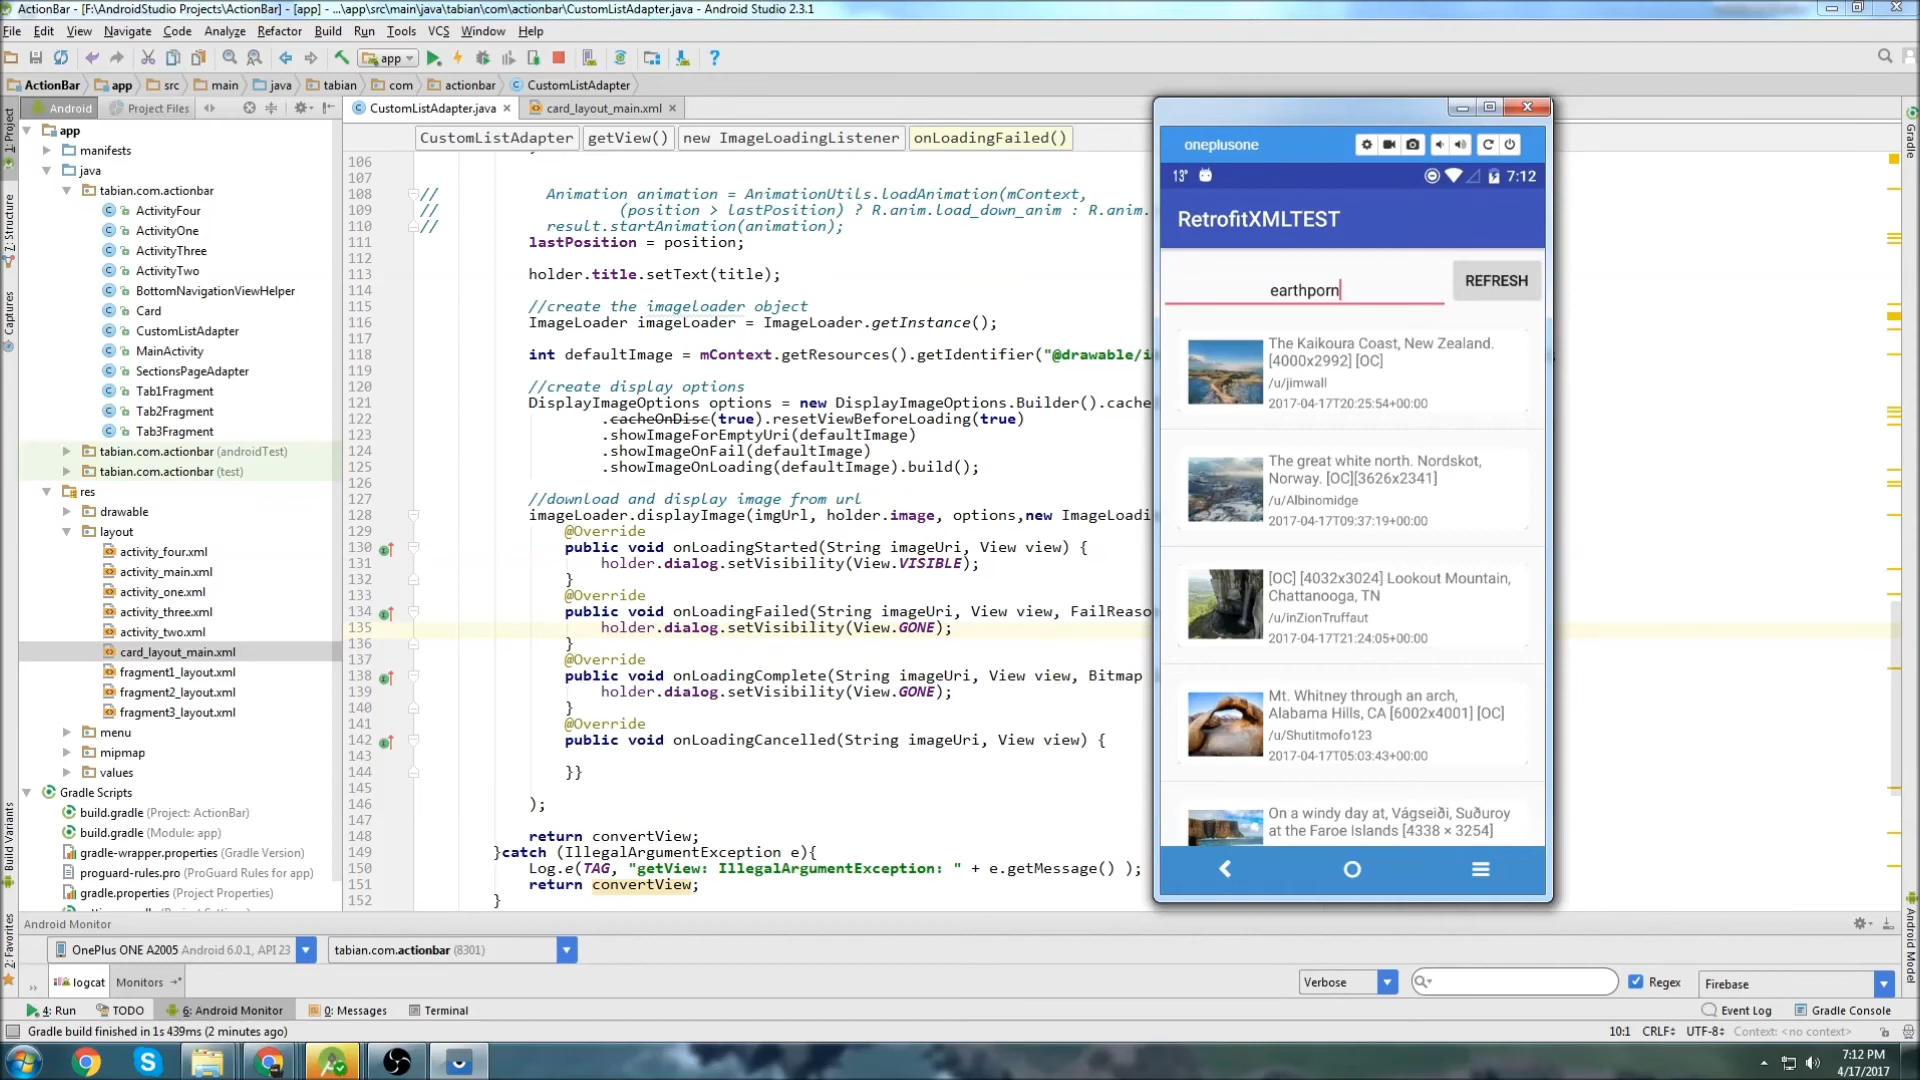 ActionBar - [F:\AndroidStudio Projects\ActionBar] - [app] - ...\app\src\main\java\tabian\com\actionbar\CustomListAdapter.java - Android Studio 2.3.1
File Edit View Navigate Code Analyze Refactor Build Run Tools VCS Window Help
app
ActionBar app src main java tabian com actionbar CustomListAdapter
Android Project Files
CustomListAdapter.java card_layout_main.xml
CustomListAdapter getView() new ImageLoadingListener onLoadingFailed()
1: Project
7: Structure
Captures
Build Variants
2: Favorites
Gradle
Android Model
app
manifests
java
tabian.com.actionbar
ActivityFour
ActivityOne
ActivityThree
ActivityTwo
BottomNavigationViewHelper
Card
CustomListAdapter
MainActivity
SectionsPageAdapter
Tab1Fragment
Tab2Fragment
Tab3Fragment
tabian.com.actionbar (androidTest)
tabian.com.actionbar (test)
res
drawable
layout
activity_four.xml
activity_main.xml
activity_one.xml
activity_three.xml
activity_two.xml
card_layout_main.xml
fragment1_layout.xml
fragment2_layout.xml
fragment3_layout.xml
menu
mipmap
values
Gradle Scripts
build.gradle (Project: ActionBar)
build.gradle (Module: app)
gradle-wrapper.properties (Gradle Version)
proguard-rules.pro (ProGuard Rules for app)
gradle.properties (Project Properties)
106
107
108 // Animation animation = AnimationUtils.loadAnimation(mContext,
109 // (position > lastPosition) ? R.anim.load_down_anim : R.anim.
110 // result.startAnimation(animation);
111 lastPosition = position;
112
113 holder.title.setText(title);
114
115 //create the imageloader object
116 ImageLoader imageLoader = ImageLoader.getInstance();
117
118 int defaultImage = mContext.getResources().getIdentifier("@drawable/i
119
120 //create display options
121 DisplayImageOptions options = new DisplayImageOptions.Builder().cache
122 .cacheOnDisc(true).resetViewBeforeLoading(true)
123 .showImageForEmptyUri(defaultImage)
124 .showImageOnFail(defaultImage)
125 .showImageOnLoading(defaultImage).build();
126
127 //download and display image from url
128 imageLoader.displayImage(imgUrl, holder.image, options,new ImageLoadi
129 @Override
130 public void onLoadingStarted(String imageUri, View view) {
131 holder.dialog.setVisibility(View.VISIBLE);
132 }
133 @Override
134 public void onLoadingFailed(String imageUri, View view, FailReaso
135 holder.dialog.setVisibility(View.GONE);
136 }
137 @Override
138 public void onLoadingComplete(String imageUri, View view, Bitmap
139 holder.dialog.setVisibility(View.GONE);
140 }
141 @Override
142 public void onLoadingCancelled(String imageUri, View view) {
143
144 }}
145
146 );
147
148 return convertView;
149 }catch (IllegalArgumentException e){
150 Log.e(TAG, "getView: IllegalArgumentException: " + e.getMessage() );
151 return convertView;
152 }
oneplusone
13° 7:12
RetrofitXMLTEST
earthporn REFRESH
The Kaikoura Coast, New Zealand.
[4000x2992] [OC]
/u/jimwall
2017-04-17T20:25:54+00:00
The great white north. Nordskot,
Norway. [OC][3626x2341]
/u/Albinomidge
2017-04-17T09:37:19+00:00
[OC] [4032x3024] Lookout Mountain,
Chattanooga, TN
/u/inZionTruffaut
2017-04-17T21:24:05+00:00
Mt. Whitney through an arch,
Alabama Hills, CA [6002x4001] [OC]
/u/Shutitmofo123
2017-04-17T05:03:43+00:00
On a windy day at, Vágseiði, Suðuroy
at the Faroe Islands [4338 × 3254]
Android Monitor
OnePlus ONE A2005 Android 6.0.1, API 23 tabian.com.actionbar (8301)
logcat Monitors Verbose Regex Firebase
4: Run TODO 6: Android Monitor 0: Messages Terminal Event Log Gradle Console
Gradle build finished in 1s 439ms (2 minutes ago) 10:1 CRLF UTF-8 Context: <no context>
7:12 PM
4/17/2017